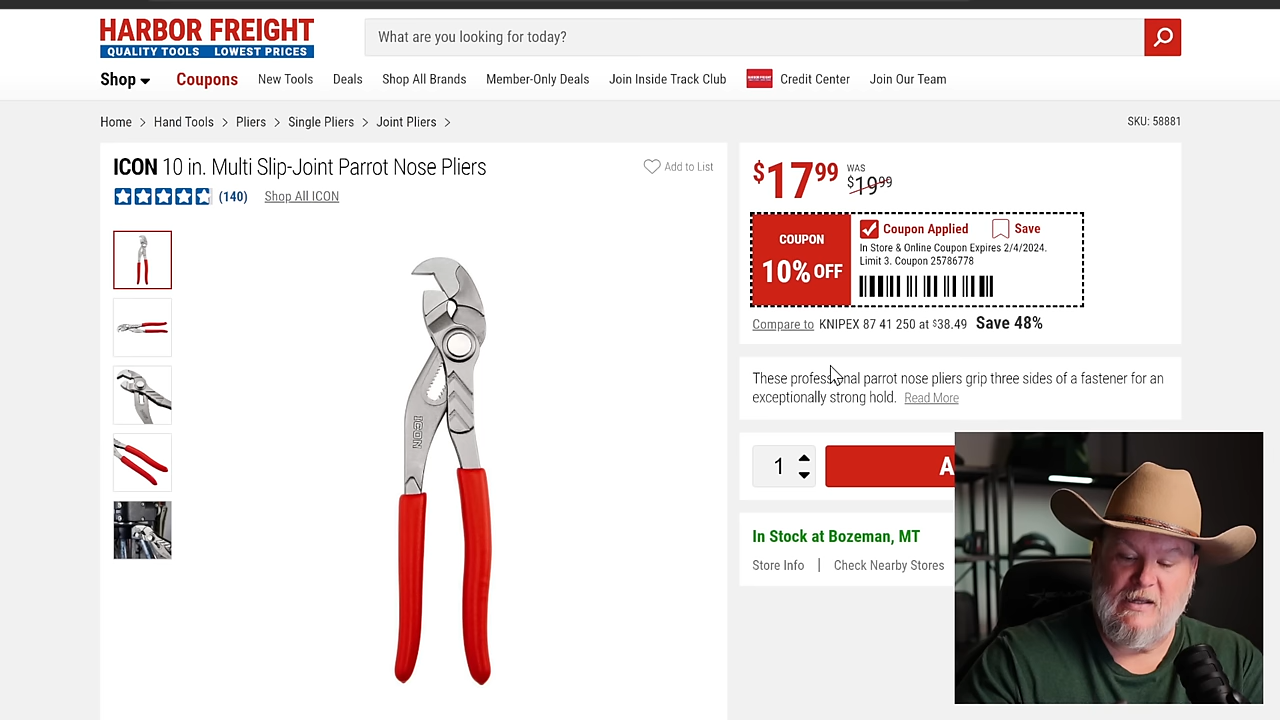 HARBOR FREIGHT
QUALITY TOOLS LOWEST PRICES
What are you looking for today?
Shop
Coupons
New Tools
Deals
Shop All Brands
Member-Only Deals
Join Inside Track Club
Credit Center
Join Our Team
Home
Hand Tools
Pliers
Single Pliers
Joint Pliers
SKU: 58881
ICON 10 in. Multi Slip-Joint Parrot Nose Pliers
Add to List
(140)
Shop All ICON
ICON
$17.99
WAS
$19.99
COUPON
10% OFF
Coupon Applied
Save
In Store & Online Coupon Expires 2/4/2024.
Limit 3. Coupon 25786778
Compare to KNIPEX 87 41 250 at $38.49 Save 48%
These professional parrot nose pliers grip three sides of a fastener for an
exceptionally strong hold. Read More
1
A
In Stock at Bozeman, MT
Store Info | Check Nearby Stores